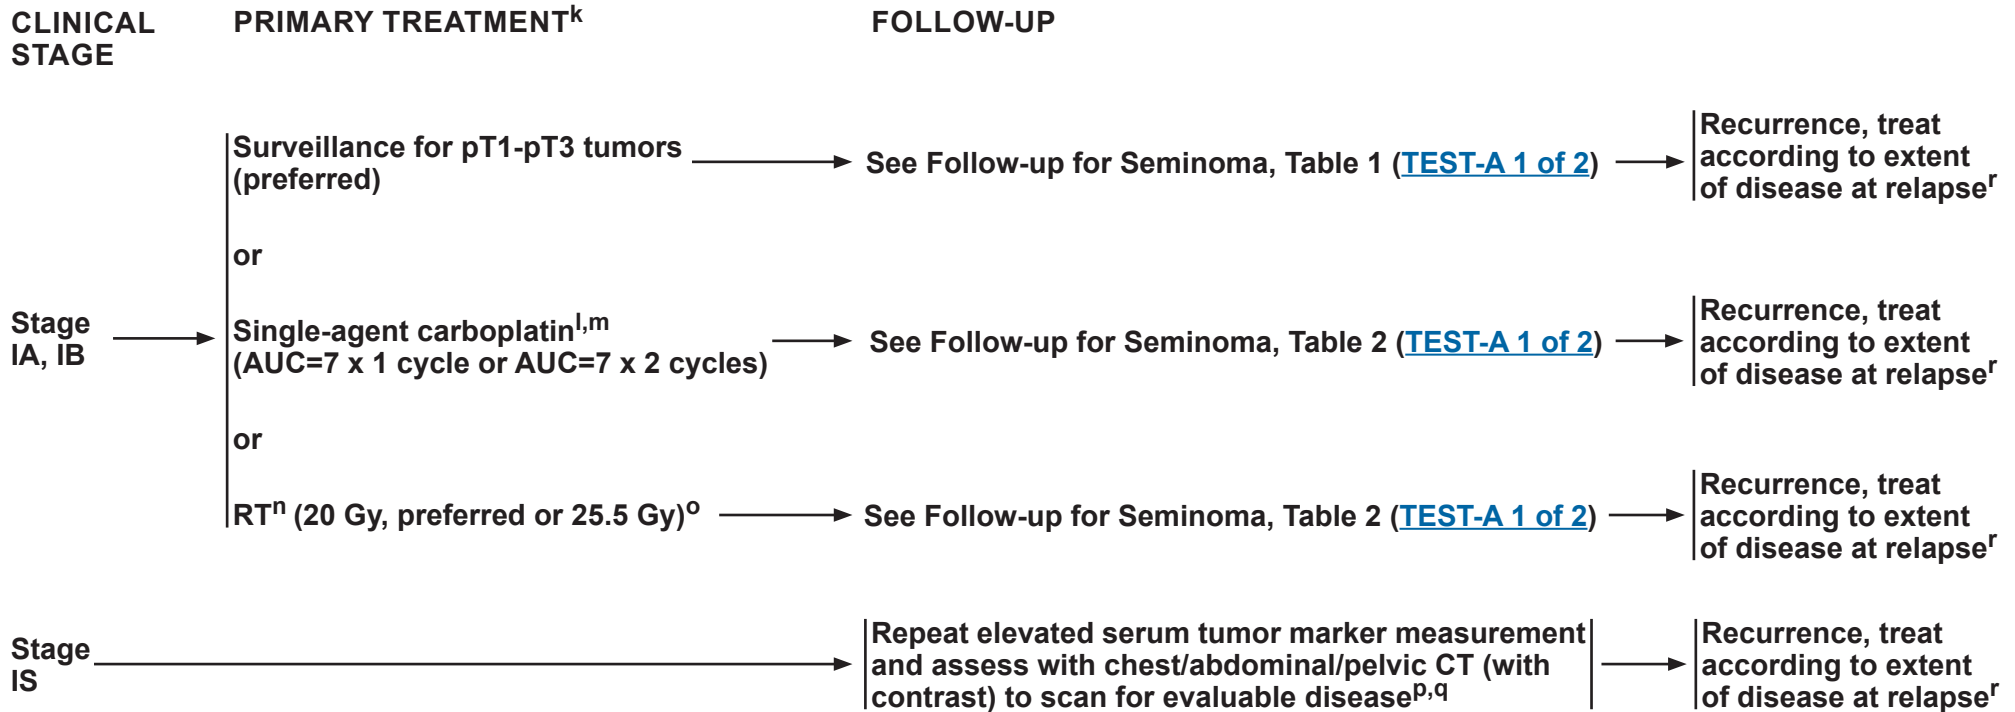 CLINICAL
STAGE
PRIMARY TREATMENTᵏ
FOLLOW-UP
Surveillance for pT1-pT3 tumors
(preferred)
See Follow-up for Seminoma, Table 1 (TEST-A 1 of 2)
Recurrence, treat
according to extent
of disease at relapseʳ
or
Stage
IA, IB
Single-agent carboplatinˡ,ᵐ
(AUC=7 x 1 cycle or AUC=7 x 2 cycles)
See Follow-up for Seminoma, Table 2 (TEST-A 1 of 2)
Recurrence, treat
according to extent
of disease at relapseʳ
or
RTⁿ (20 Gy, preferred or 25.5 Gy)ᵒ
See Follow-up for Seminoma, Table 2 (TEST-A 1 of 2)
Recurrence, treat
according to extent
of disease at relapseʳ
Stage
IS
Repeat elevated serum tumor marker measurement
and assess with chest/abdominal/pelvic CT (with
contrast) to scan for evaluable diseaseᵖ,q
Recurrence, treat
according to extent
of disease at relapseʳ